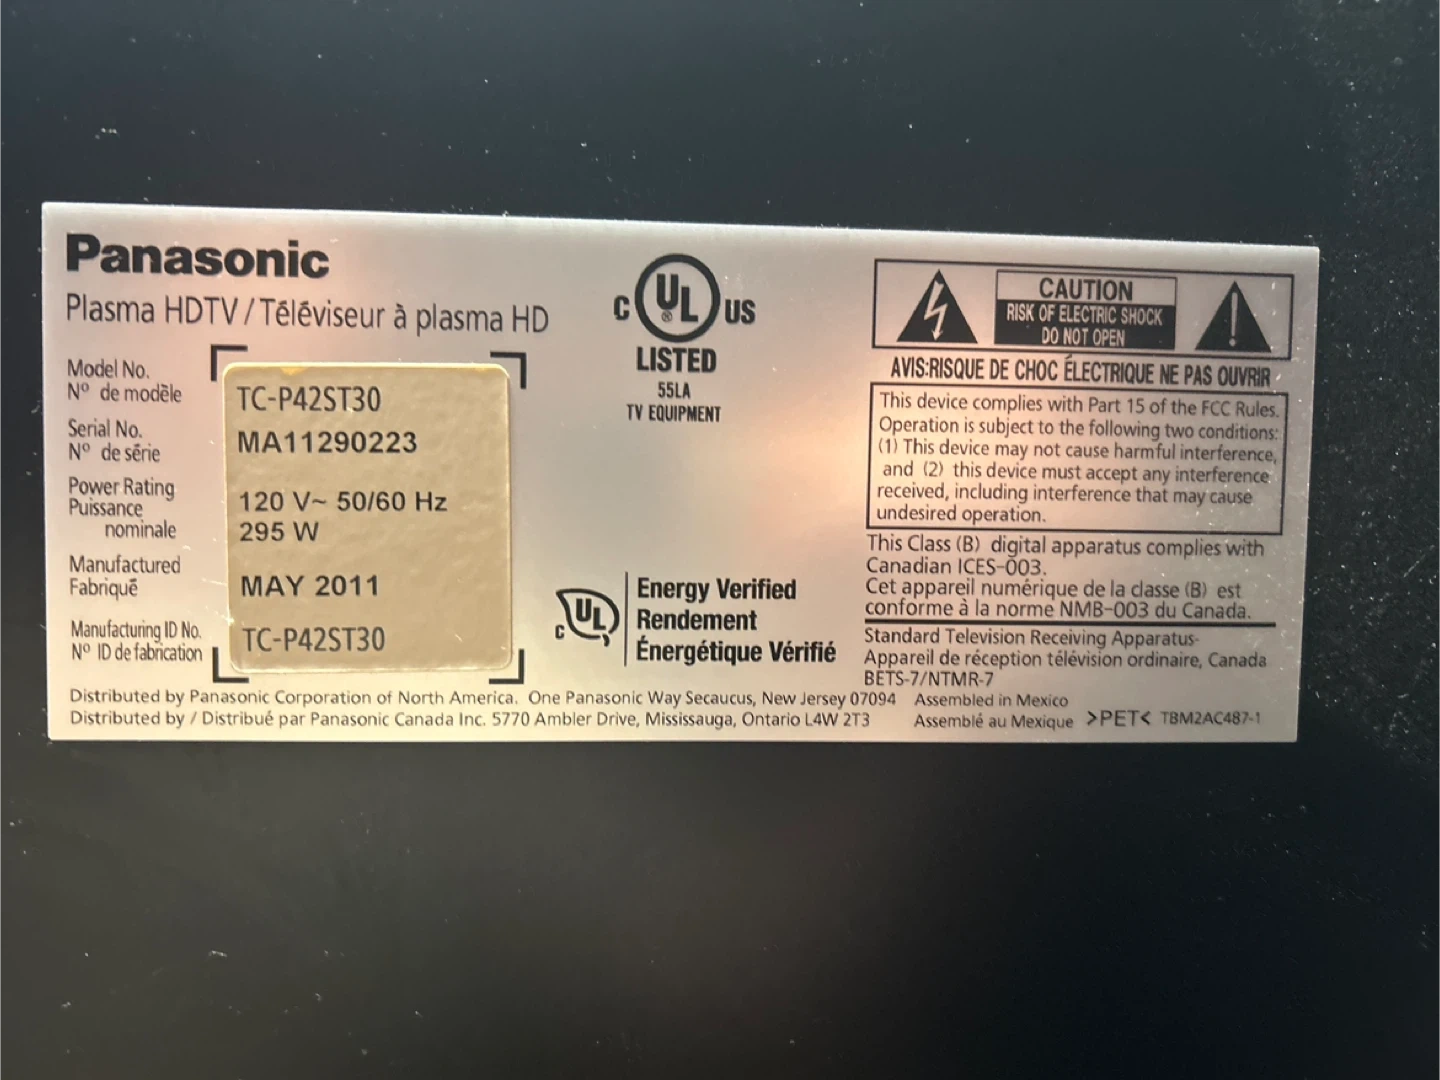 Panasonic
Plasma HDTV / Téléviseur à plasma HD
Model No.
Nº de modèle
TC-P42ST30
Serial No.
Nº de série
MA11290223
Power Rating
Puissance
nominale
120 V~ 50/60 Hz
295 W
Manufactured
Fabriqué
MAY 2011
Manufacturing ID No.
Nº ID de fabrication
TC-P42ST30
C UL ® US
LISTED
55LA
TV EQUIPMENT
C UL
Energy Verified
Rendement
Énergétique Vérifié
CAUTION
RISK OF ELECTRIC SHOCK
DO NOT OPEN
AVIS:RISQUE DE CHOC ÉLECTRIQUE NE PAS OUVRIR
This device complies with Part 15 of the FCC Rules.
Operation is subject to the following two conditions:
(1) This device may not cause harmful interference,
and (2) this device must accept any interference
received, including interference that may cause
undesired operation.
This Class (B) digital apparatus complies with
Canadian ICES-003.
Cet appareil numérique de la classe (B) est
conforme à la norme NMB-003 du Canada.
Standard Television Receiving Apparatus-
Appareil de réception télévision ordinaire, Canada
BETS-7/NTMR-7
Distributed by Panasonic Corporation of North America. One Panasonic Way Secaucus, New Jersey 07094
Distributed by / Distribué par Panasonic Canada Inc. 5770 Ambler Drive, Mississauga, Ontario L4W 2T3
Assembled in Mexico
Assemblé au Mexique >PET< TBM2AC487-1